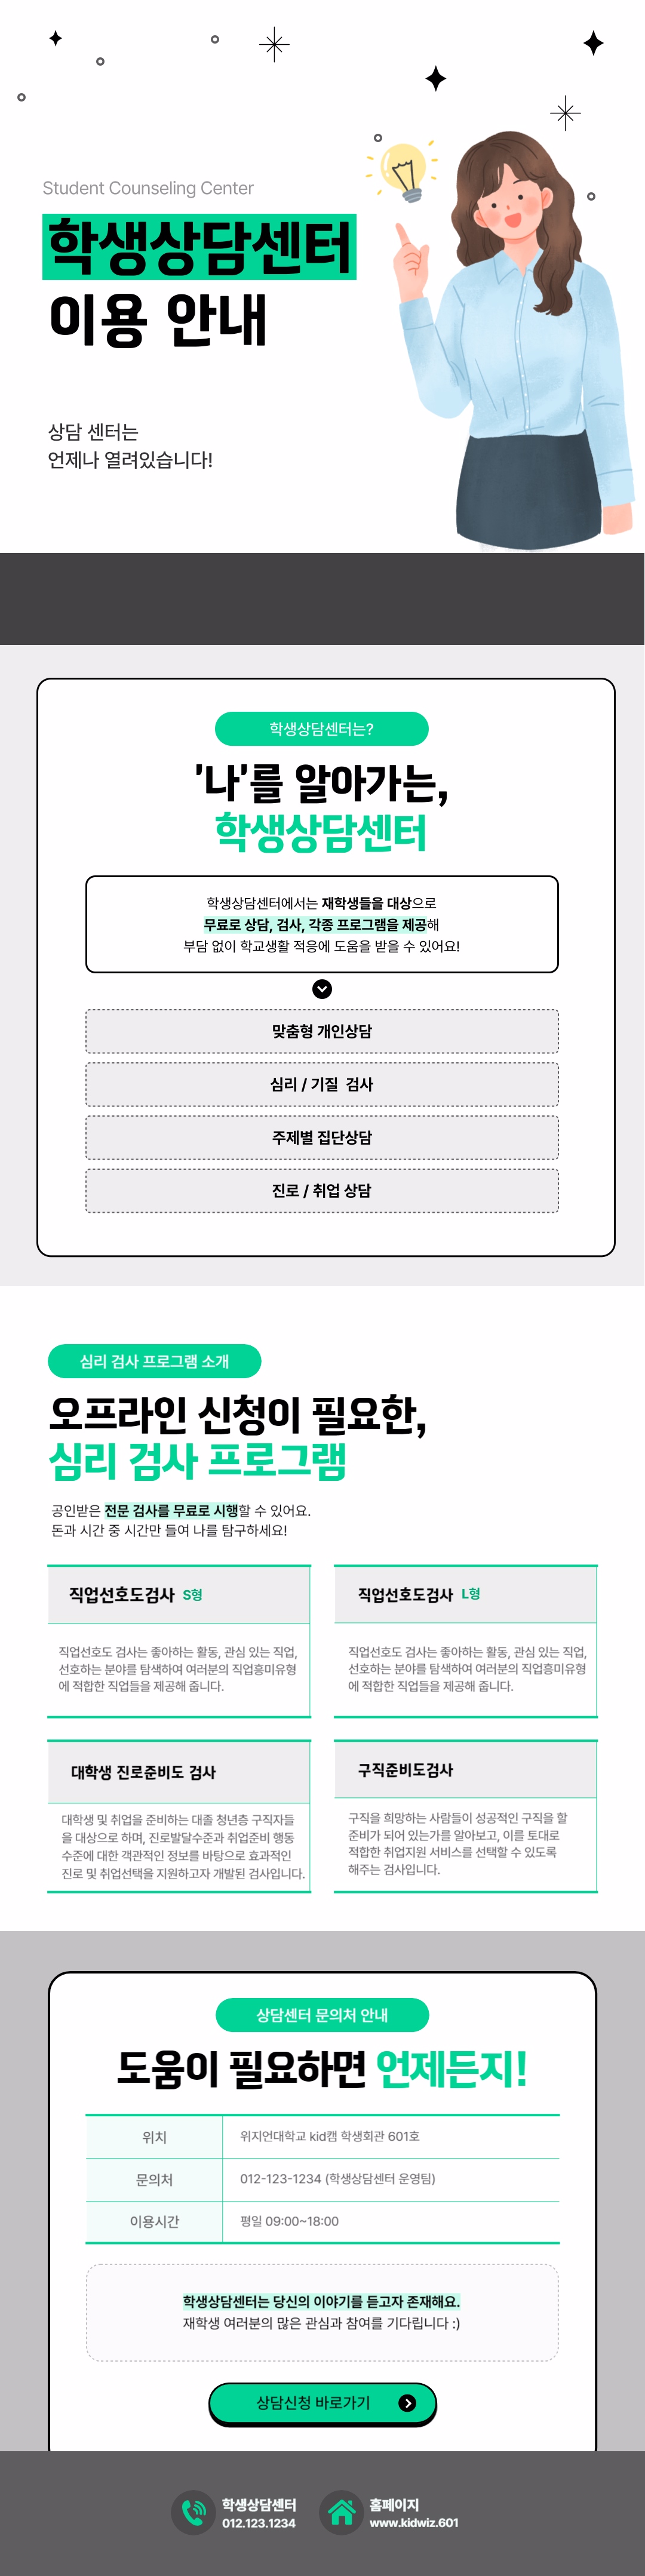 Student Counseling Center
학생상담센터
이용 안내
상담 센터는
언제나 열려있습니다!
학생상담센터는?
'나'를 알아가는,
학생상담센터
학생상담센터에서는 재학생들을 대상으로
무료로 상담, 검사, 각종 프로그램을 제공해
부담 없이 학교생활 적응에 도움을 받을 수 있어요!
맞춤형 개인상담
심리 / 기질 검사
주제별 집단상담
진로 / 취업 상담
심리 검사 프로그램 소개
오프라인 신청이 필요한,
심리 검사 프로그램
공인받은 전문 검사를 무료로 시행할 수 있어요.
돈과 시간 중 시간만 들여 나를 탐구하세요!
직업선호도검사 S형
직업선호도 검사는 좋아하는 활동, 관심 있는 직업,
선호하는 분야를 탐색하여 여러분의 직업흥미유형
에 적합한 직업들을 제공해 줍니다.
직업선호도검사 L형
직업선호도 검사는 좋아하는 활동, 관심 있는 직업,
선호하는 분야를 탐색하여 여러분의 직업흥미유형
에 적합한 직업들을 제공해 줍니다.
대학생 진로준비도 검사
대학생 및 취업을 준비하는 대졸 청년층 구직자들
을 대상으로 하며, 진로발달수준과 취업준비 행동
수준에 대한 객관적인 정보를 바탕으로 효과적인
진로 및 취업선택을 지원하고자 개발된 검사입니다.
구직준비도검사
구직을 희망하는 사람들이 성공적인 구직을 할
준비가 되어 있는가를 알아보고, 이를 토대로
적합한 취업지원 서비스를 선택할 수 있도록
해주는 검사입니다.
상담센터 문의처 안내
도움이 필요하면 언제든지!
위치 위지언대학교 kid캠 학생회관 601호
문의처 012-123-1234 (학생상담센터 운영팀)
이용시간 평일 09:00~18:00
학생상담센터는 당신의 이야기를 듣고자 존재해요.
재학생 여러분의 많은 관심과 참여를 기다립니다 :)
상담신청 바로가기
학생상담센터
012.123.1234
홈페이지
www.kidwiz.601